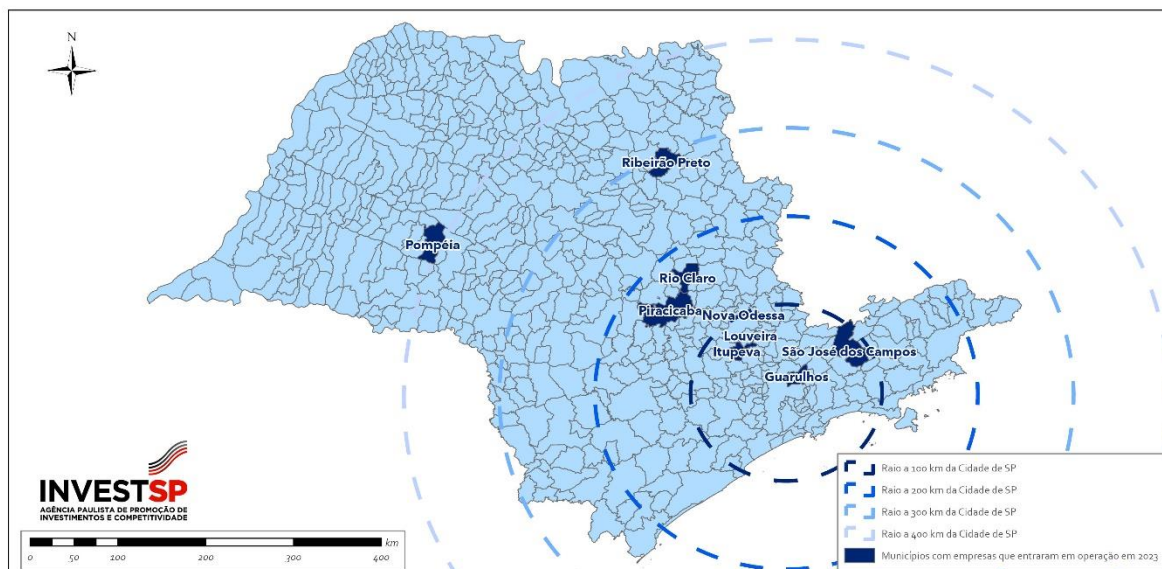 N
Ribeirão Preto
Pompéia
Rio Claro
Piracicaba
Nova Odessa
Louveira
Itupeva
São José dos Campos
Guarulhos
INVESTSP
AGÊNCIA PAULISTA DE PROMOÇÃO DE
INVESTIMENTOS E COMPETITIVIDADE
km
0 50 100 200 300 400
Raio a 100 km da Cidade de SP
Raio a 200 km da Cidade de SP
Raio a 300 km da Cidade de SP
Raio a 400 km da Cidade de SP
Municípios com empresas que entraram em operação em 2023